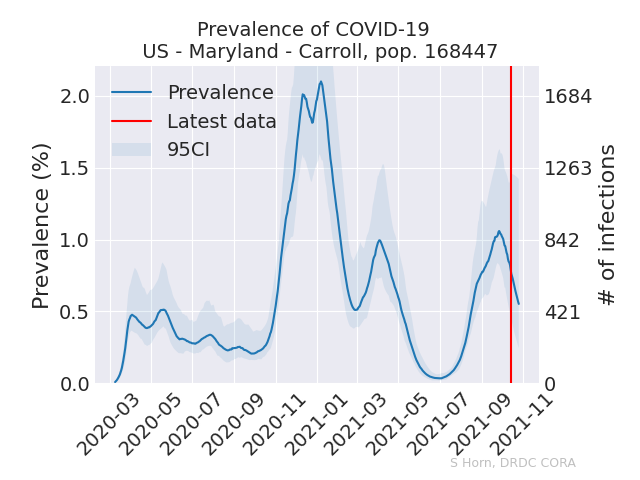 Prevalence of COVID-19
US - Maryland - Carroll, pop. 168447
Prevalence
Latest data
95CI
Prevalence (%)
2.0
1.5
1.0
0.5
0.0
1684
1263
842
421
0
# of infections
2020-03
2020-05
2020-07
2020-09
2020-11
2021-01
2021-03
2021-05
2021-07
2021-09
2021-11
S Horn, DRDC CORA